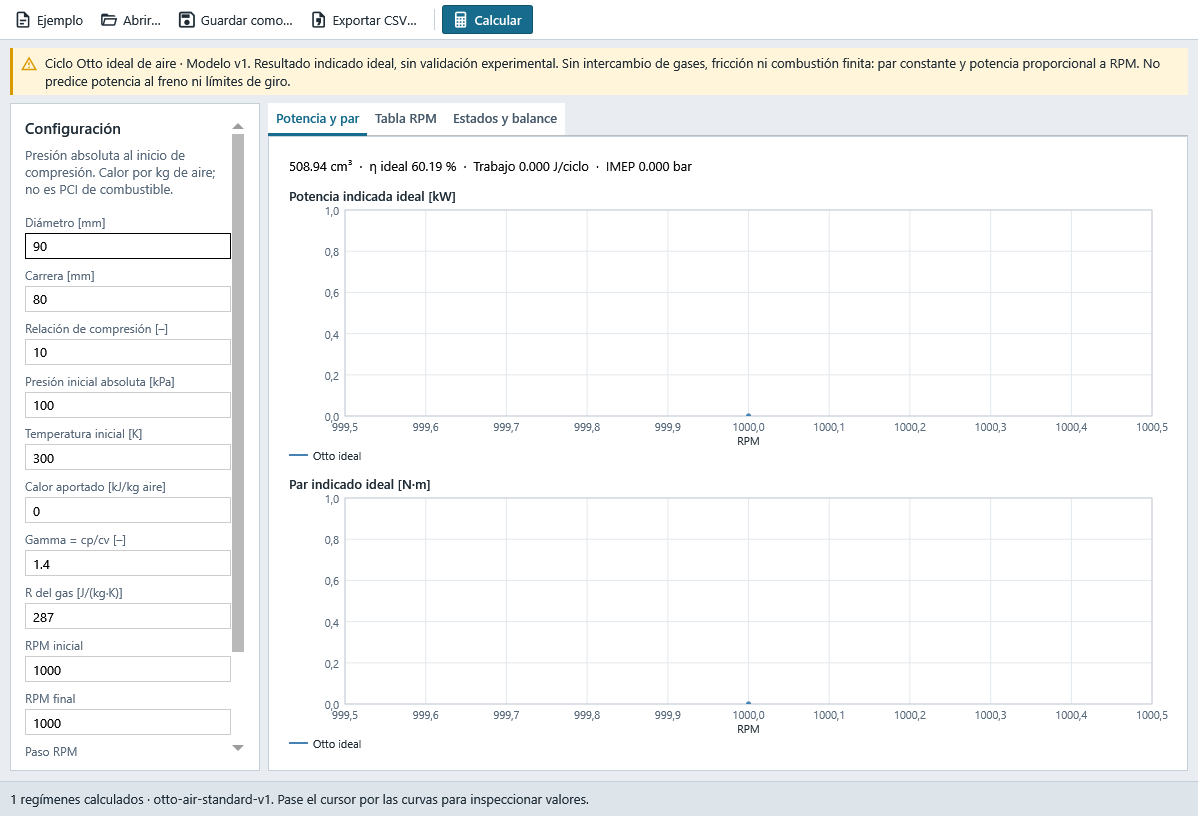 Ejemplo
Abrir...
Guardar como...
Exportar CSV...
Calcular
Ciclo Otto ideal de aire · Modelo v1. Resultado indicado ideal, sin validación experimental. Sin intercambio de gases, fricción ni combustión finita: par constante y potencia proporcional a RPM. No
predice potencia al freno ni límites de giro.
Configuración
Presión absoluta al inicio de
compresión. Calor por kg de aire;
no es PCI de combustible.
Diámetro [mm]
90
Carrera [mm]
80
Relación de compresión [–]
10
Presión inicial absoluta [kPa]
100
Temperatura inicial [K]
300
Calor aportado [kJ/kg aire]
0
Gamma = cp/cv [–]
1.4
R del gas [J/(kg·K)]
287
RPM inicial
1000
RPM final
1000
Paso RPM
Potencia y par
Tabla RPM
Estados y balance
508.94 cm³ · η ideal 60.19 % · Trabajo 0.000 J/ciclo · IMEP 0.000 bar
Potencia indicada ideal [kW]
1,0
0,8
0,6
0,4
0,2
0,0
999,5 999,6 999,7 999,8 999,9 1000,0 1000,1 1000,2 1000,3 1000,4 1000,5
RPM
Otto ideal
Par indicado ideal [N·m]
1,0
0,8
0,6
0,4
0,2
0,0
999,5 999,6 999,7 999,8 999,9 1000,0 1000,1 1000,2 1000,3 1000,4 1000,5
RPM
Otto ideal
1 regímenes calculados · otto-air-standard-v1. Pase el cursor por las curvas para inspeccionar valores.